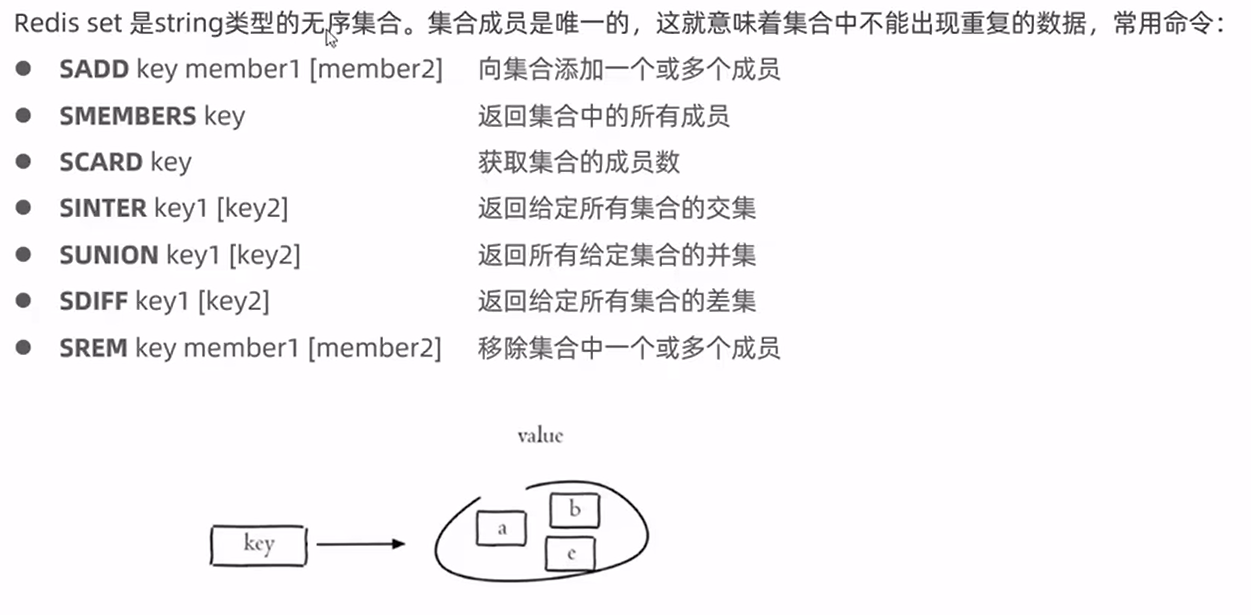 Redis set 是string类型的无序集合。集合成员是唯一的，这就意味着集合中不能出现重复的数据，常用命令：
● SADD key member1 [member2] 向集合添加一个或多个成员
● SMEMBERS key 返回集合中的所有成员
● SCARD key 获取集合的成员数
● SINTER key1 [key2] 返回给定所有集合的交集
● SUNION key1 [key2] 返回所有给定集合的并集
● SDIFF key1 [key2] 返回给定所有集合的差集
● SREM key member1 [member2] 移除集合中一个或多个成员
value
b
a
key
c